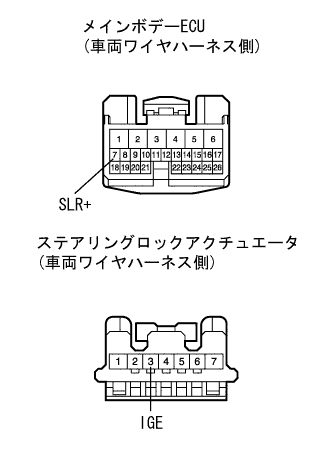 メインボデーECU
(車両ワイヤハーネス側)
1 2 3 4 5 6
7 8 9 10 11 12 13 14 15 16 17
18 19 20 21 22 23 24 25 26
SLR+
ステアリングロックアクチュエータ
(車両ワイヤハーネス側)
1 2 3 4 5 6 7
IGE